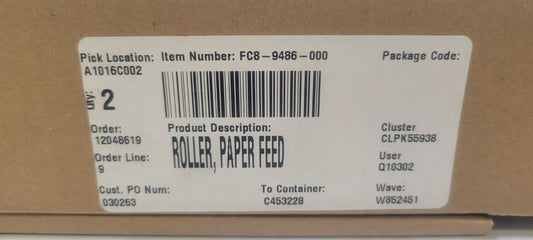 Pick Location: Item Number: FC8-9486-000 Package Code:
A1016C002
Qty: 2
Order: Product Description: Cluster
12048619 ROLLER, PAPER FEED CLPK55938
Order Line: User
9 Q10302
Cust. PO Num: To Container: Wave:
030263 C453228 W852451